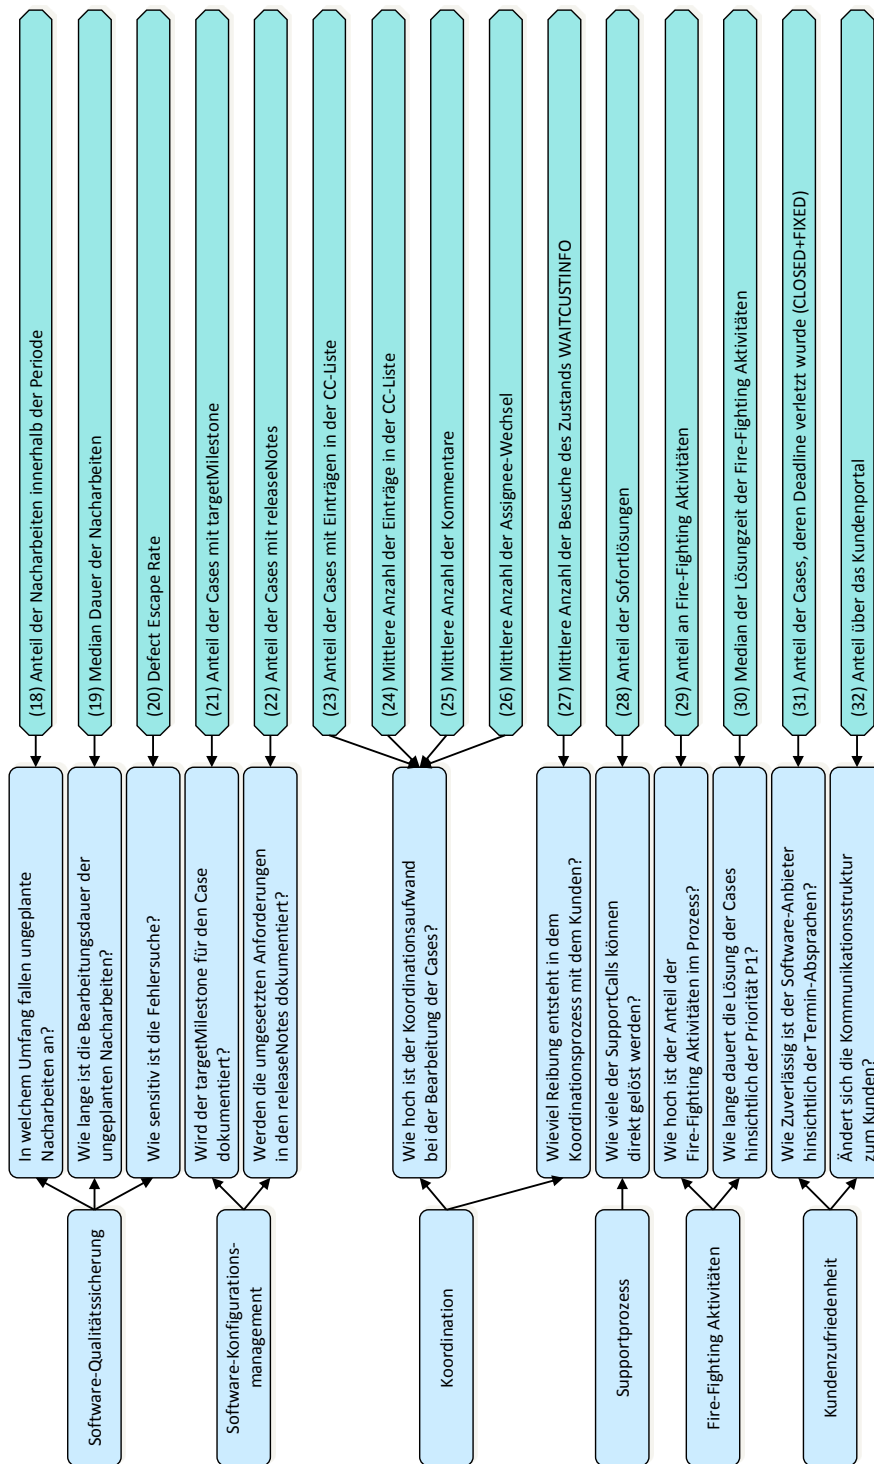 Software-Qualitätssicherung
In welchem Umfang fallen ungeplante
Nacharbeiten an?
(18) Anteil der Nacharbeiten innerhalb der Periode
Wie lange ist die Bearbeitungsdauer der
ungeplanten Nacharbeiten?
(19) Median Dauer der Nacharbeiten
Wie sensitiv ist die Fehlersuche?
(20) Defect Escape Rate
Software-Konfigurations-
management
Wird der targetMilestone für den Case
dokumentiert?
(21) Anteil der Cases mit targetMilestone
Werden die umgesetzten Anforderungen
in den releaseNotes dokumentiert?
(22) Anteil der Cases mit releaseNotes
Koordination
Wie hoch ist der Koordinationsaufwand
bei der Bearbeitung der Cases?
(23) Anteil der Cases mit Einträgen in der CC-Liste
(24) Mittlere Anzahl der Einträge in der CC-Liste
(25) Mittlere Anzahl der Kommentare
(26) Mittlere Anzahl der Assignee-Wechsel
Wieviel Reibung entsteht in dem
Koordinationsprozess mit dem Kunden?
(27) Mittlere Anzahl der Besuche des Zustands WAITCUSTINFO
Supportprozess
Wie viele der SupportCalls können
direkt gelöst werden?
(28) Anteil der Sofortlösungen
Fire-Fighting Aktivitäten
Wie hoch ist der Anteil der
Fire-Fighting Aktivitäten im Prozess?
(29) Anteil an Fire-Fighting Aktivitäten
Wie lange dauert die Lösung der Cases
hinsichtlich der Priorität P1?
(30) Median der Lösungzeit der Fire-Fighting Aktivitäten
Kundenzufriedenheit
Wie Zuverlässig ist der Software-Anbieter
hinsichtlich der Termin-Absprachen?
(31) Anteil der Cases, deren Deadline verletzt wurde (CLOSED+FIXED)
Ändert sich die Kommunikationsstruktur
zum Kunden?
(32) Anteil über das Kundenportal